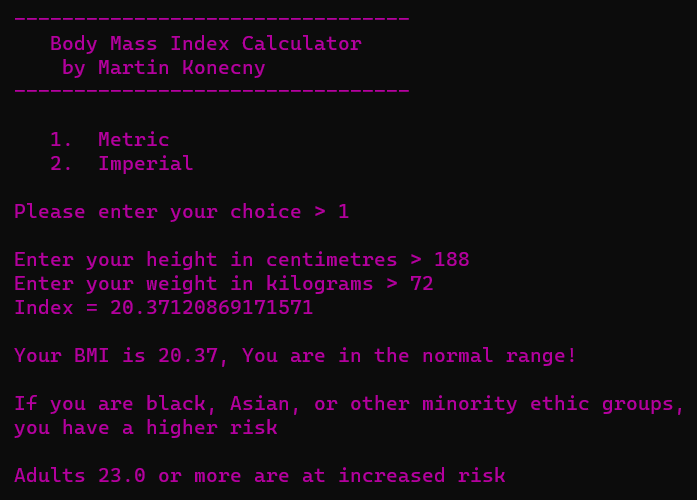 ---------------------------------
Body Mass Index Calculator
by Martin Konecny
---------------------------------
1. Metric
2. Imperial
Please enter your choice > 1
Enter your height in centimetres > 188
Enter your weight in kilograms > 72
Index = 20.37120869171571
Your BMI is 20.37, You are in the normal range!
If you are black, Asian, or other minority ethic groups,
you have a higher risk
Adults 23.0 or more are at increased risk